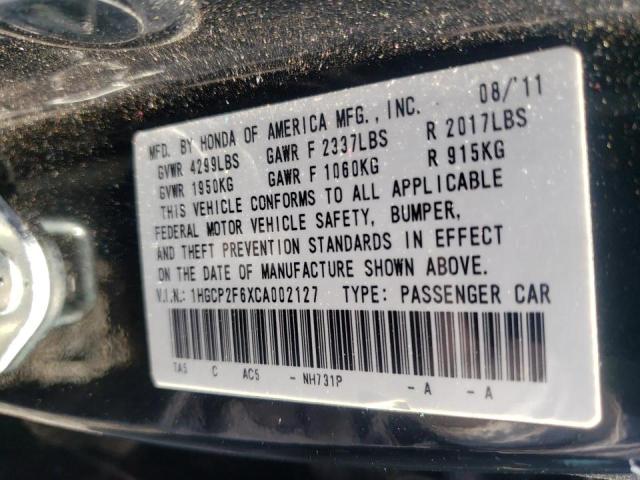 MFD. BY HONDA OF AMERICA MFG., INC. 08/'11
GVWR 4299LBS GAWR F 2337LBS R 2017LBS
GVWR 1950KG GAWR F 1060KG R 915KG
THIS VEHICLE CONFORMS TO ALL APPLICABLE
FEDERAL MOTOR VEHICLE SAFETY, BUMPER,
AND THEFT PREVENTION STANDARDS IN EFFECT
ON THE DATE OF MANUFACTURE SHOWN ABOVE.
V.I.N.: 1HGCP2F6XCA002127 TYPE: PASSENGER CAR
TA5 C AC5 - NH731P - A - A